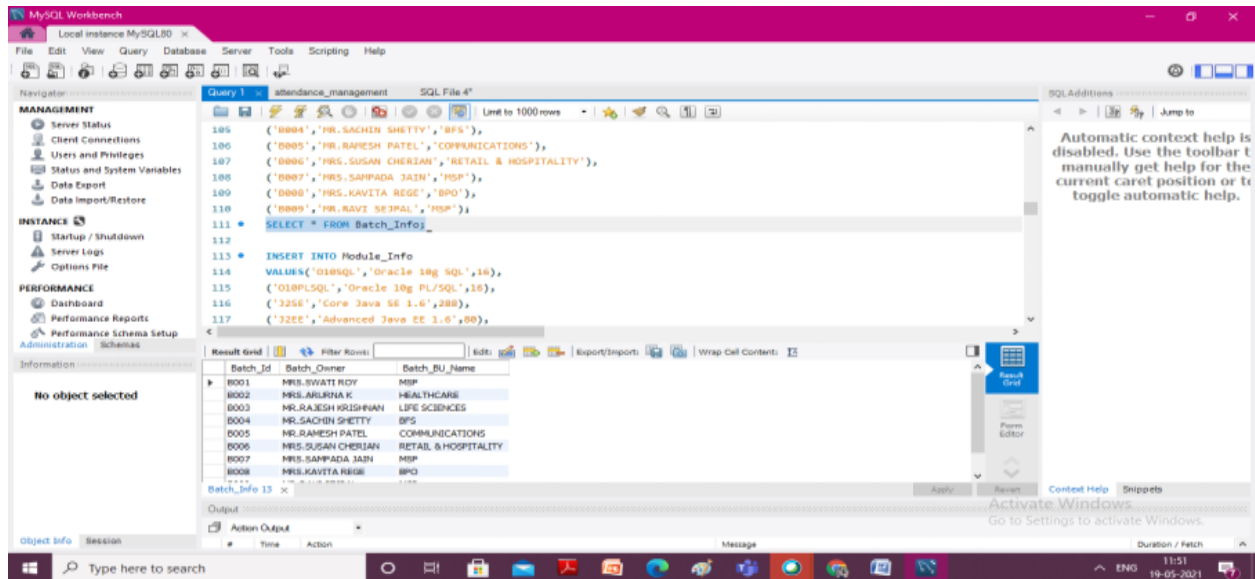 MySQL Workbench
Local instance MySQL80 ×
File Edit View Query Database Server Tools Scripting Help
Navigator
MANAGEMENT
Server Status
Client Connections
Users and Privileges
Status and System Variables
Data Export
Data Import/Restore
INSTANCE
Startup / Shutdown
Server Logs
Options File
PERFORMANCE
Dashboard
Performance Reports
Performance Schema Setup
Administration Schemas
Information
No object selected
Object Info Session
Query 1 × attendance_management SQL File 4*
Limit to 1000 rows
105 ('B004','MR.SACHIN SHETTY','BFS'),
106 ('B005','MR.RAMESH PATEL','COMMUNICATIONS'),
107 ('B006','MRS.SUSAN CHERIAN','RETAIL & HOSPITALITY'),
108 ('B007','MRS.SAMPADA JAIN','MSP'),
109 ('B008','MRS.KAVITA REGE','BPO'),
110 ('B009','MR.RAVI SEJPAL','MSP');
111 SELECT * FROM Batch_Info;
112
113 INSERT INTO Module_Info
114 VALUES('O10SQL','Oracle 10g SQL',16),
115 ('O10PLSQL','Oracle 10g PL/SQL',16),
116 ('J2SE','Core Java SE 1.6',288),
117 ('J2EE','Advanced Java EE 1.6',80),
Result Grid Filter Rows: Edit: Export/Import: Wrap Cell Content:
Batch_Id Batch_Owner Batch_BU_Name
B001 MRS.SWATI ROY MSP
B002 MRS.ARURNA K HEALTHCARE
B003 MR.RAJESH KRISHNAN LIFE SCIENCES
B004 MR.SACHIN SHETTY BFS
B005 MR.RAMESH PATEL COMMUNICATIONS
B006 MRS.SUSAN CHERIAN RETAIL & HOSPITALITY
B007 MRS.SAMPADA JAIN MSP
B008 MRS.KAVITA REGE BPO
Result Grid
Form Editor
Batch_Info 13 ×
Apply Revert
Output
Action Output
# Time Action Message Duration / Fetch
SQLAdditions
Jump to
Automatic context help is
disabled. Use the toolbar t
manually get help for the
current caret position or to
toggle automatic help.
Context Help Snippets
Activate Windows
Go to Settings to activate Windows.
Type here to search
ENG
11:51
19-05-2021